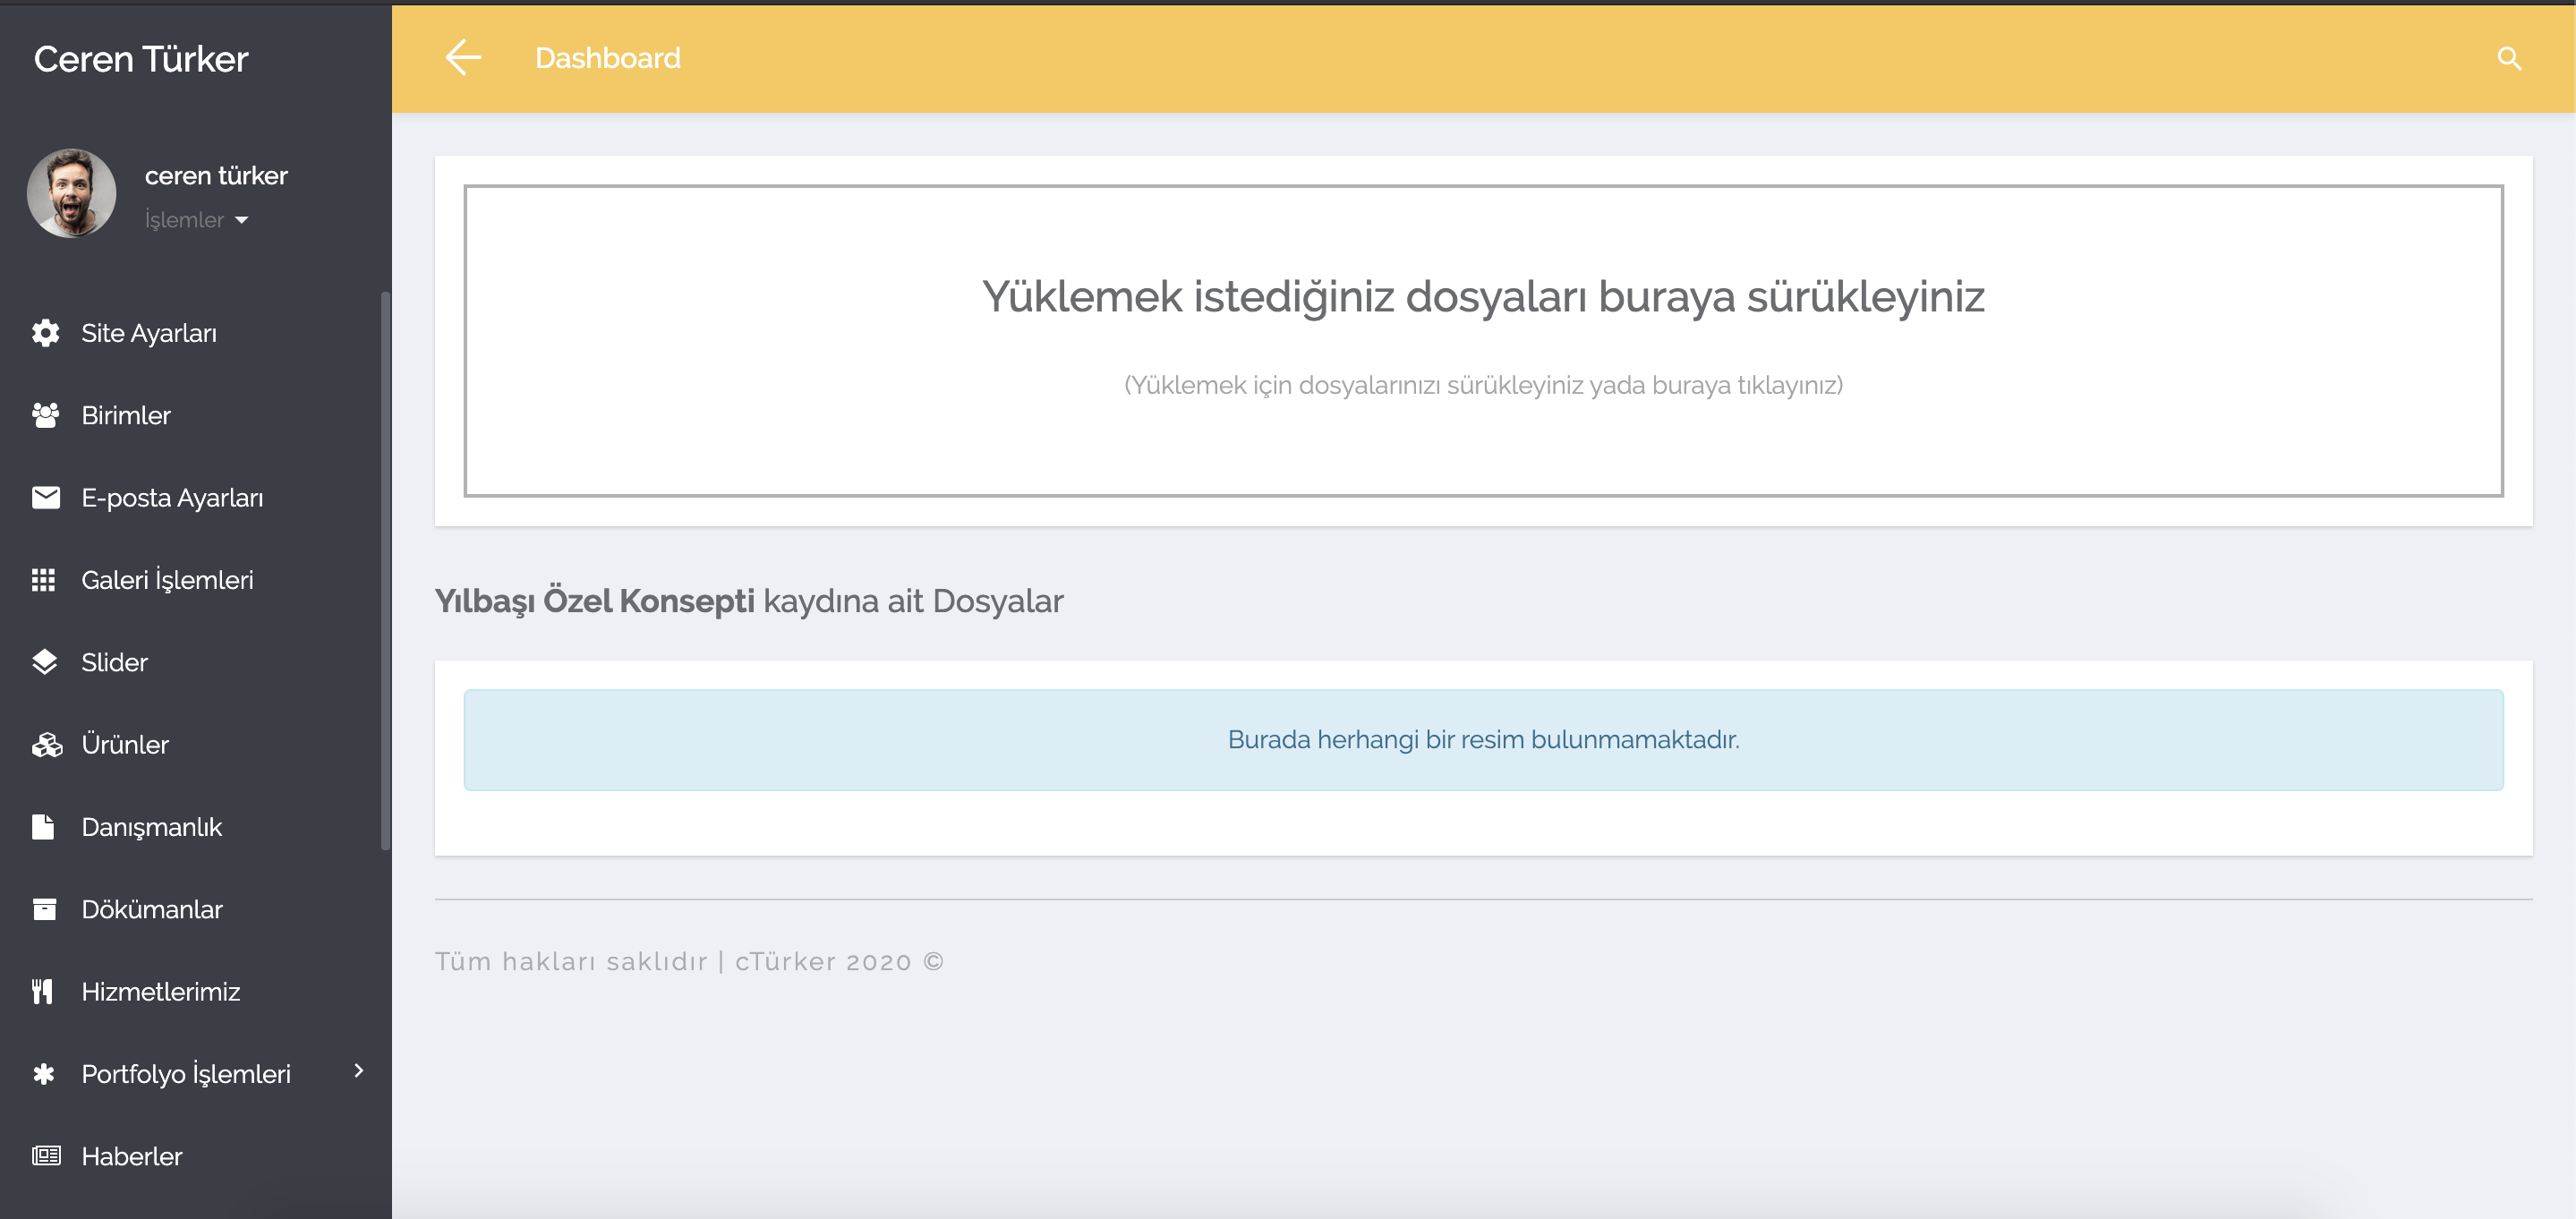 Ceren Türker
ceren türker
İşlemler
Site Ayarları
Birimler
E-posta Ayarları
Galeri İşlemleri
Slider
Ürünler
Danışmanlık
Dökümanlar
Hizmetlerimiz
Portfolyo İşlemleri
Haberler
Dashboard
Yüklemek istediğiniz dosyaları buraya sürükleyiniz
(Yüklemek için dosyalarınızı sürükleyiniz yada buraya tıklayınız)
Yılbaşı Özel Konsepti kaydına ait Dosyalar
Burada herhangi bir resim bulunmamaktadır.
Tüm hakları saklıdır | cTürker 2020 ©